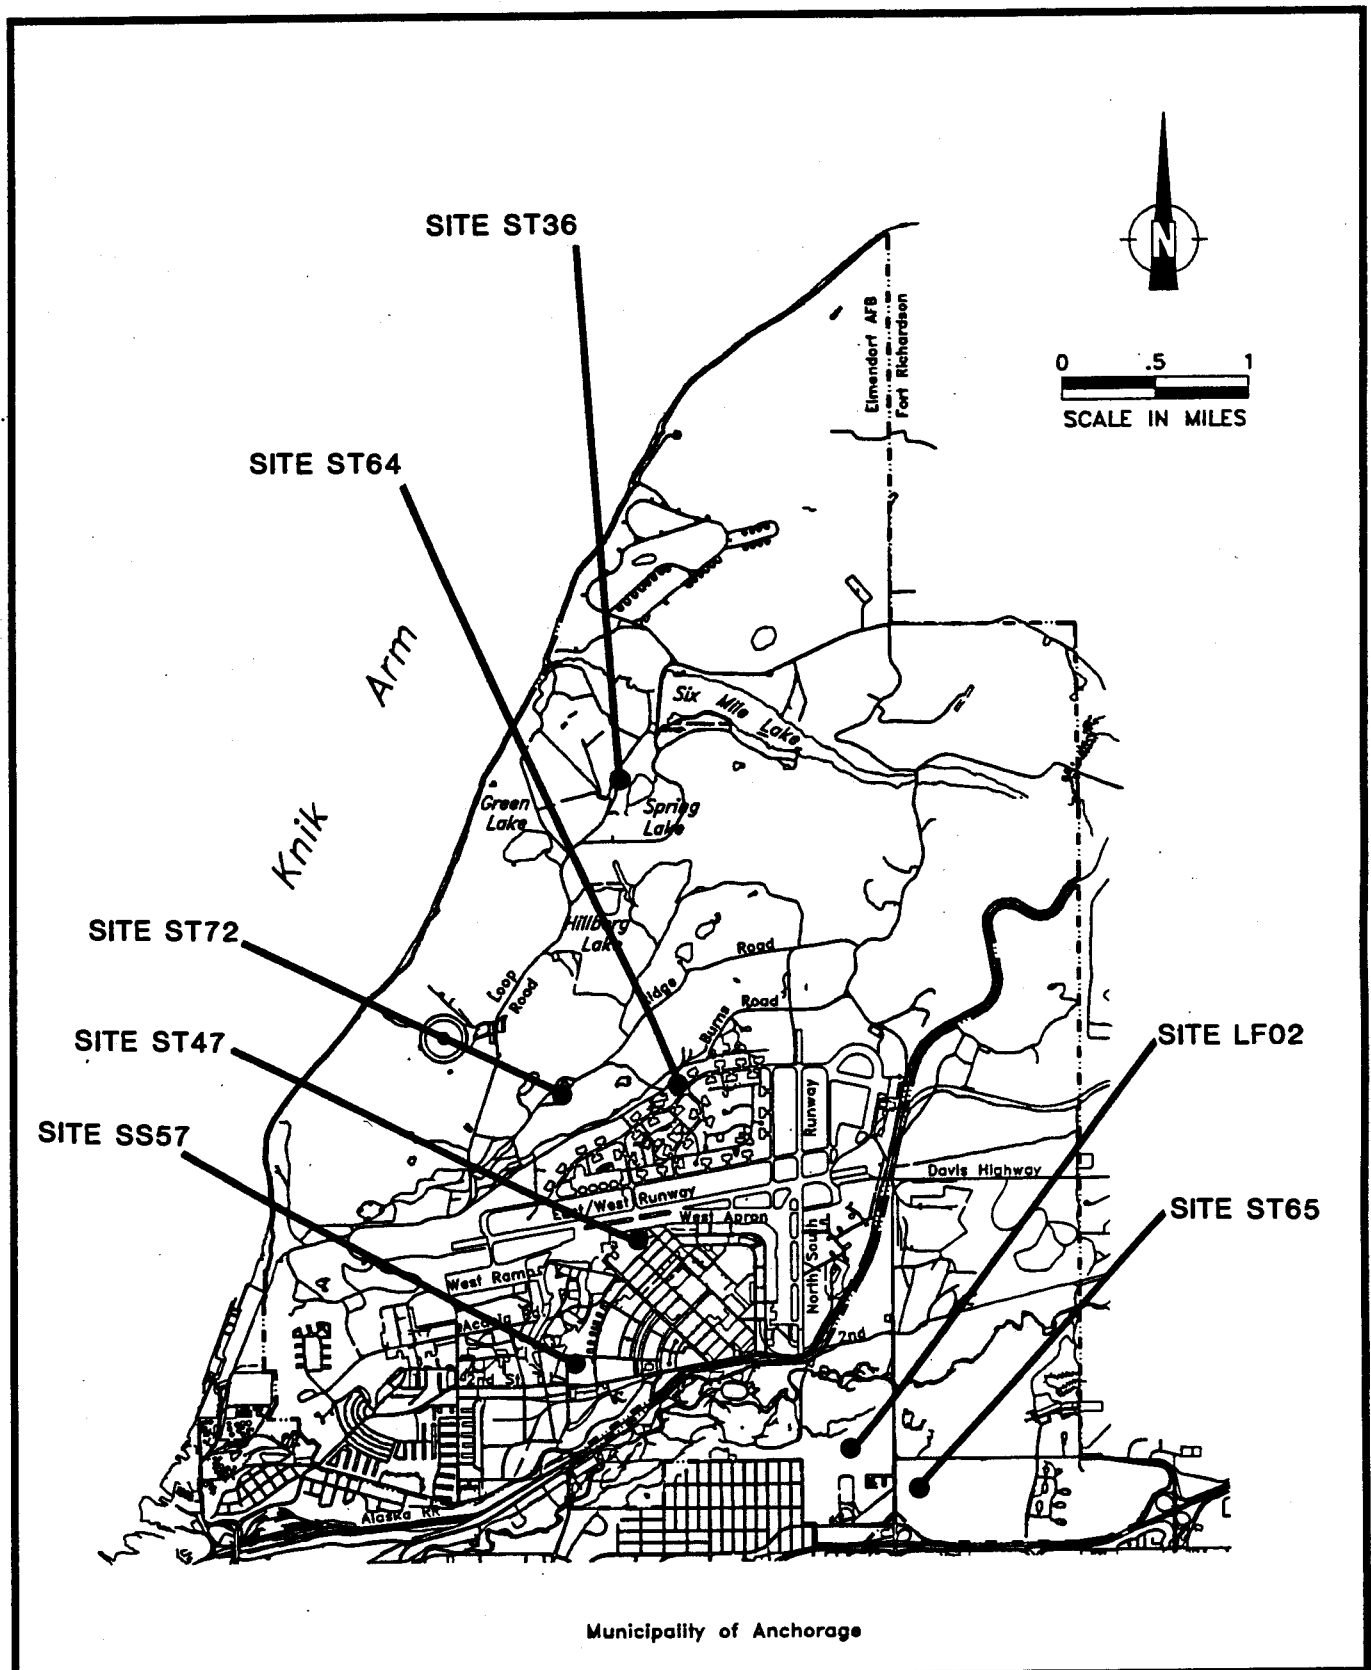 SITE ST36
N
Elmendorf AFB
Fort Richardson
0 .5 1
SCALE IN MILES
SITE ST64
Knik Arm
Six Mile Lake
Green
Lake
Spring
Lake
Hillberg
Lake
SITE ST72
Loop
Road
Road
Burns Road
SITE ST47
SITE LF02
SITE SS57
North/South Runway
Davis Highway
East/West Runway
SITE ST65
West Apron
West Ramp
Acacia Rd
2nd
2nd St
Alaska RR
Municipality of Anchorage